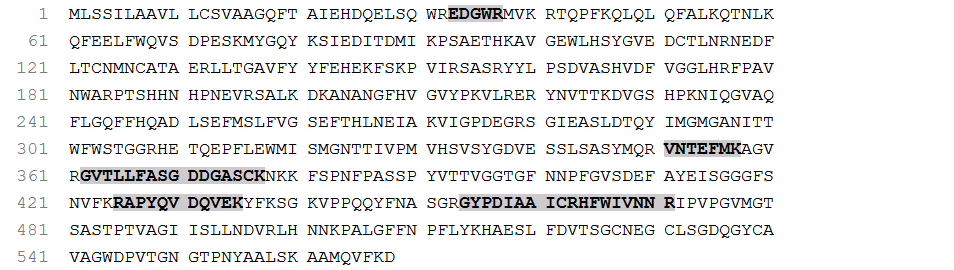 1 MLSSILAAVL LCSVAAGQFT AIEHDQELSQ WREDGWRMVK RTQPFKQLQL QFALKQTNLK
61 QFEELFWQVS DPESKMYGQY KSIEDITDMI KPSAETHKAV GEWLHSYGVE DCTLNRNEDF
121 LTCNMNCATA ERLLTGAVFY YFEHEKFSKP VIRSASRYYL PSDVASHVDF VGGLHRFPAV
181 NWARPTSHHN HPNEVRSALK DKANANGFHV GVYPKVLRER YNVTTKDVGS HPKNIQGVAQ
241 FLGQFFHQAD LSEFMSLFVG SEFTHLNEIA KVIGPDEGRS GIEASLDTQY IMGMGANITT
301 WFWSTGGRHE TQEPFLEWMI SMGNTTIVPM VHSVSYGDVE SSLSASYMQR VNTEFMKAGV
361 RGVTLLFASG DDGASCKNKK FSPNFPASSP YVTTVGGTGF NNPFGVSDEF AYEISGGGFS
421 NVFKRAPYQV DQVEKYFKSG KVPPQQYFNA SGRGYPDIAA ICRHFWIVNN RIPVPGVMGT
481 SASTPTVAGI ISLLNDVRLH NNKPALGFFN PFLYKHAESL FDVTSGCNEG CLSGDQGYCA
541 VAGWDPVTGN GTPNYAALSK AAMQVFKD